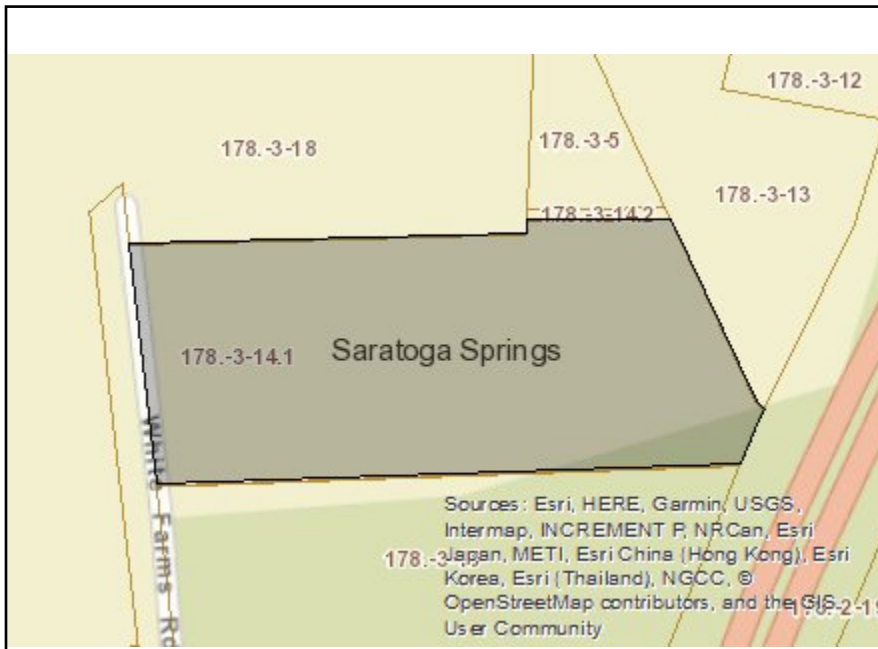 178.-3-12
178.-3-18
178.-3-5
178.-3-13
178.-3-14.2
178.-3-14.1
Saratoga Springs
White Farms Rd
Sources: Esri, HERE, Garmin, USGS,
Intermap, INCREMENT P, NRCan, Esri
Japan, METI, Esri China (Hong Kong), Esri
Korea, Esri (Thailand), NGCC, ©
OpenStreetMap contributors, and the GIS
User Community